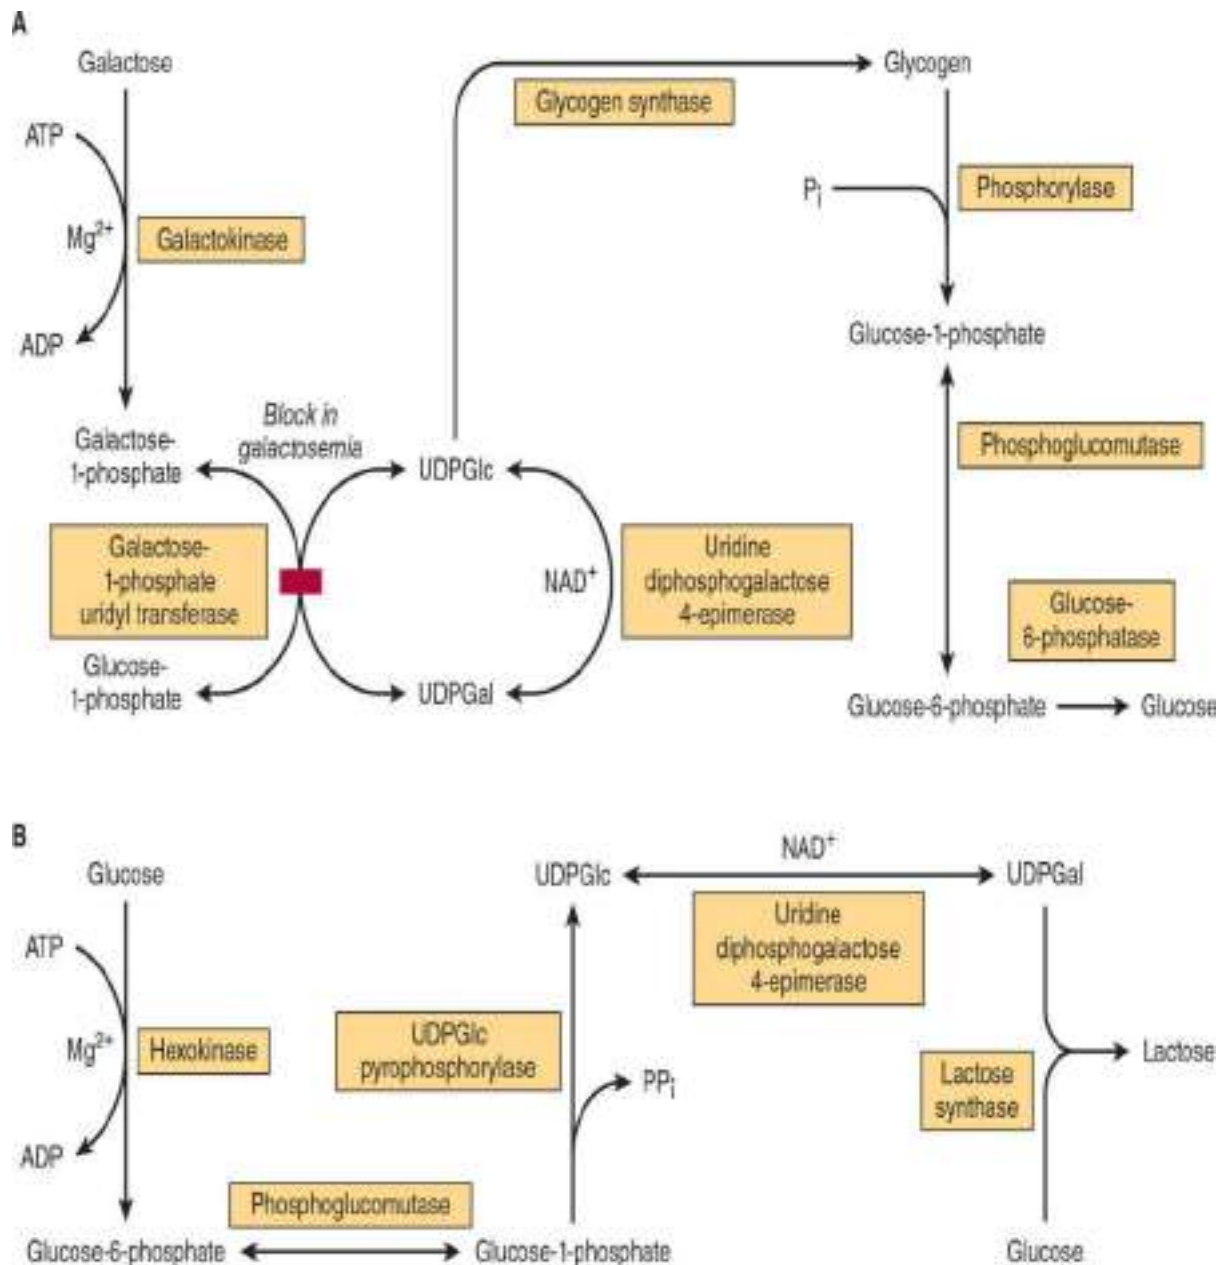 A
Galactose
Glycogen
Glycogen synthase
ATP
Pi
Phosphorylase
Mg2+
Galactokinase
ADP
Glucose-1-phosphate
Block in
galactosemia
Galactose-
1-phosphate
UDPGlc
Phosphoglucomutase
Galactose-
1-phosphate
uridyl transferase
NAD+
Uridine
diphosphogalactose
4-epimerase
Glucose-
6-phosphatase
Glucose-
1-phosphate
UDPGal
Glucose-6-phosphate
Glucose
B
Glucose
UDPGlc
NAD+
UDPGal
ATP
Uridine
diphosphogalactose
4-epimerase
Mg2+
Hexokinase
UDPGlc
pyrophosphorylase
PPi
Lactose
synthase
Lactose
ADP
Phosphoglucomutase
Glucose-6-phosphate
Glucose-1-phosphate
Glucose